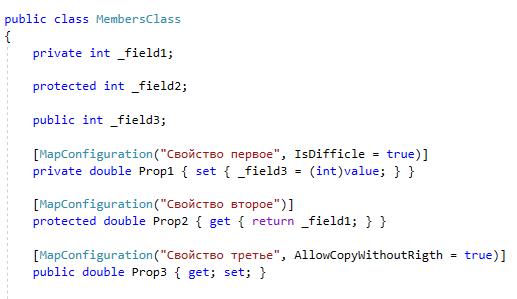 public class MembersClass
{
private int _field1;
protected int _field2;
public int _field3;
[MapConfiguration("Свойство первое", IsDifficle = true)]
private double Prop1 { set { _field3 = (int)value; } }
[MapConfiguration("Свойство второе")]
protected double Prop2 { get { return _field1; } }
[MapConfiguration("Свойство третье", AllowCopyWithoutRigth = true)]
public double Prop3 { get; set; }